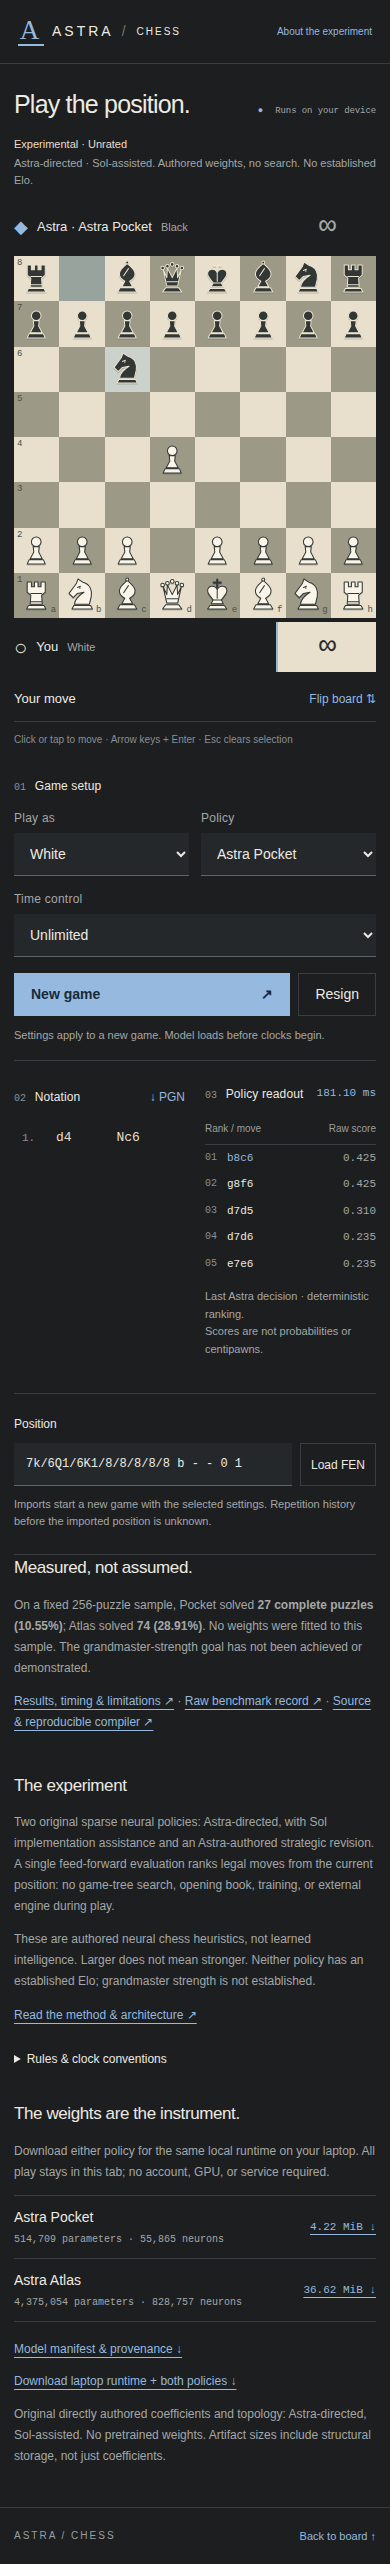 A ASTRA / CHESS
About the experiment
Play the position.
Runs on your device
Experimental · Unrated
Astra-directed · Sol-assisted. Authored weights, no search. No established
Elo.
Astra · Astra Pocket Black
∞
8
7
6
5
4
3
2
1 a b c d e f g h
You White
∞
Your move
Flip board ⇅
Click or tap to move · Arrow keys + Enter · Esc clears selection
01 Game setup
Play as
Policy
White
Astra Pocket
Time control
Unlimited
New game ↗
Resign
Settings apply to a new game. Model loads before clocks begin.
02 Notation
↓ PGN
1. d4 Nc6
03 Policy readout 181.10 ms
Rank / move Raw score
01 b8c6 0.425
02 g8f6 0.425
03 d7d5 0.310
04 d7d6 0.235
05 e7e6 0.235
Last Astra decision · deterministic
ranking.
Scores are not probabilities or
centipawns.
Position
7k/6Q1/6K1/8/8/8/8/8 b - - 0 1
Load FEN
Imports start a new game with the selected settings. Repetition history
before the imported position is unknown.
Measured, not assumed.
On a fixed 256-puzzle sample, Pocket solved 27 complete puzzles
(10.55%); Atlas solved 74 (28.91%). No weights were fitted to this
sample. The grandmaster-strength goal has not been achieved or
demonstrated.
Results, timing & limitations ↗ · Raw benchmark record ↗ · Source
& reproducible compiler ↗
The experiment
Two original sparse neural policies: Astra-directed, with Sol
implementation assistance and an Astra-authored strategic revision.
A single feed-forward evaluation ranks legal moves from the current
position: no game-tree search, opening book, training, or external
engine during play.
These are authored neural chess heuristics, not learned
intelligence. Larger does not mean stronger. Neither policy has an
established Elo; grandmaster strength is not established.
Read the method & architecture ↗
▶ Rules & clock conventions
The weights are the instrument.
Download either policy for the same local runtime on your laptop. All
play stays in this tab; no account, GPU, or service required.
Astra Pocket
514,709 parameters · 55,865 neurons
4.22 MiB ↓
Astra Atlas
4,375,054 parameters · 828,757 neurons
36.62 MiB ↓
Model manifest & provenance ↓
Download laptop runtime + both policies ↓
Original directly authored coefficients and topology: Astra-directed,
Sol-assisted. No pretrained weights. Artifact sizes include structural
storage, not just coefficients.
ASTRA / CHESS
Back to board ↑